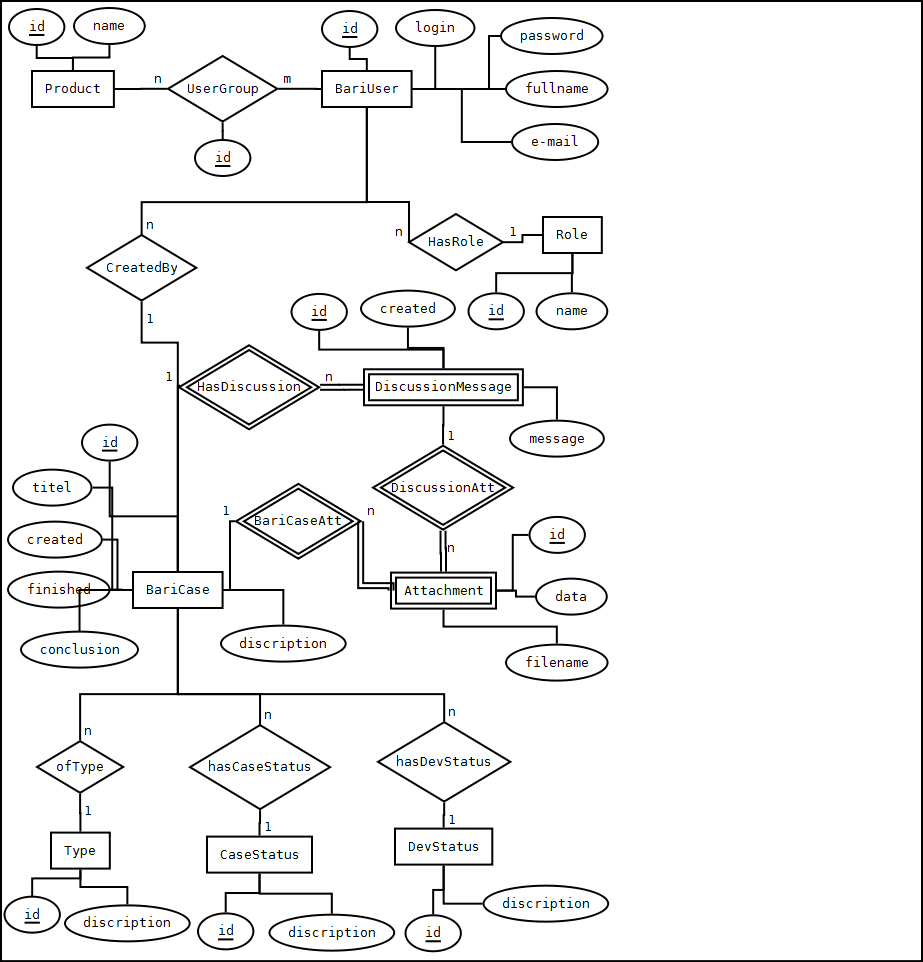 id
name
id
login
password
Product
n
UserGroup
m
BariUser
fullname
id
e-mail
n
n
HasRole
1
Role
CreatedBy
1
id
created
id
name
1
HasDiscussion
n
DiscussionMessage
id
1
message
titel
DiscussionAtt
1
BariCaseAtt
n
id
created
n
finished
BariCase
Attachment
data
conclusion
discription
filename
n
n
n
ofType
hasCaseStatus
hasDevStatus
1
1
1
Type
CaseStatus
DevStatus
id
discription
id
discription
id
discription